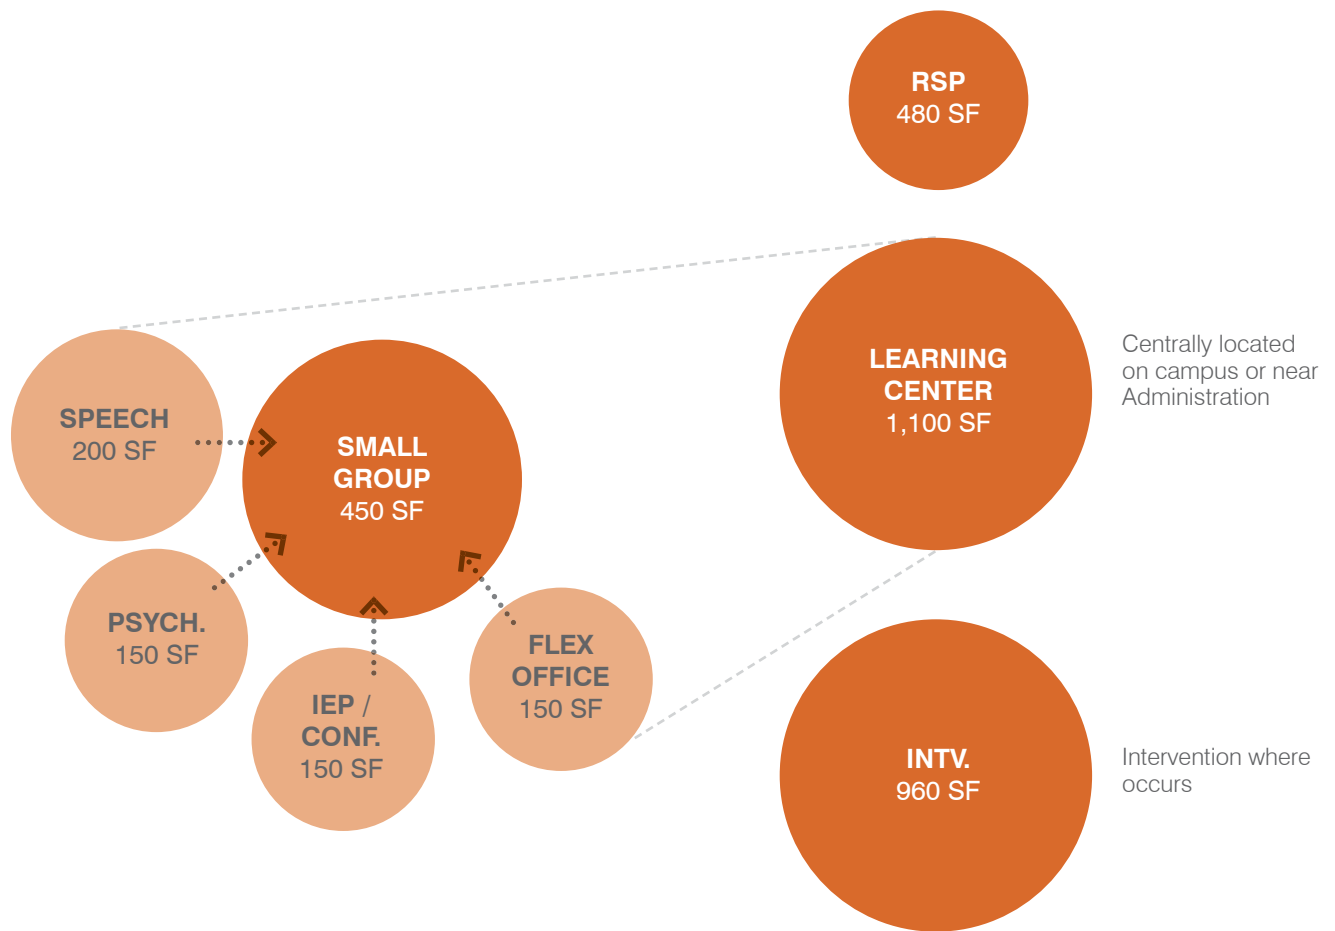 RSP
480 SF
LEARNING
CENTER
1,100 SF
Centrally located
on campus or near
Administration
SPEECH
200 SF
SMALL
GROUP
450 SF
PSYCH.
150 SF
IEP /
CONF.
150 SF
FLEX
OFFICE
150 SF
INTV.
960 SF
Intervention where
occurs